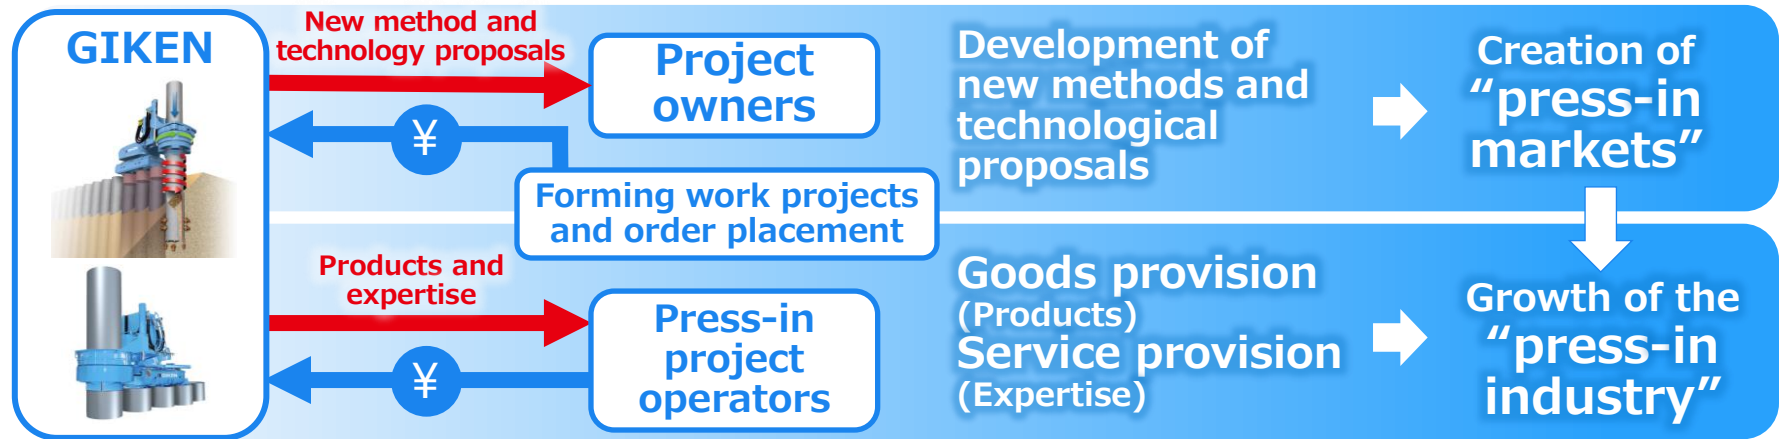 GIKEN
New method and
technology proposals
Project
owners
¥
Forming work projects
and order placement
Development of
new methods and
technological
proposals
Creation of
“press-in
markets”
Products and
expertise
Press-in
project
operators
¥
Goods provision
(Products)
Service provision
(Expertise)
Growth of the
“press-in
industry”